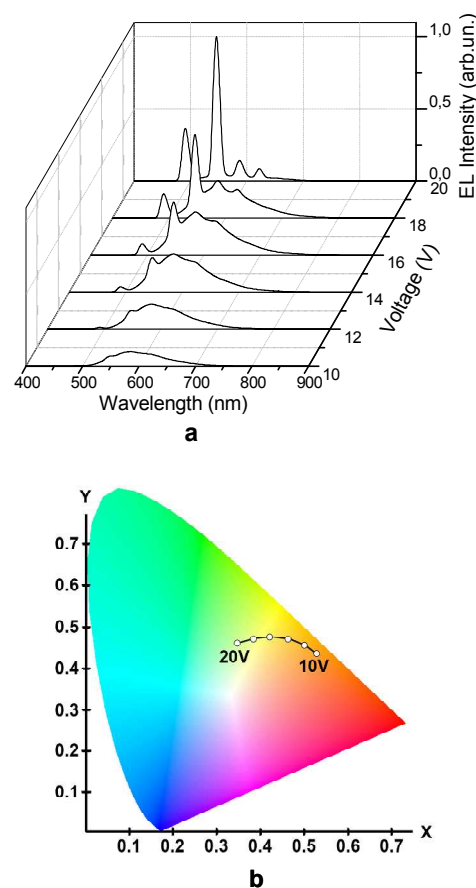 1,0
0,5
0,0
EL Intensity (arb.un.)
20
18
16
14
12
10
Voltage (V)
400 500 600 700 800 900
Wavelength (nm)
a
Y
0.7
0.6
0.5
0.4
0.3
0.2
0.1
20V
10V
0.1 0.2 0.3 0.4 0.5 0.6 0.7
X
b